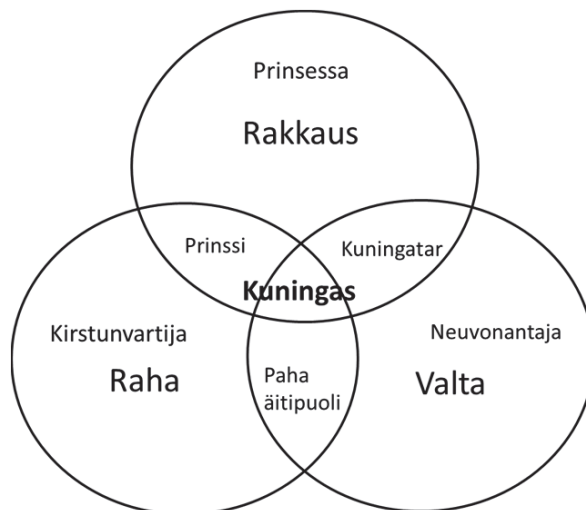 Prinsessa
Rakkaus
Prinssi
Kuningatar
Kuningas
Kirstunvartija
Neuvonantaja
Raha
Paha
äitipuoli
Valta